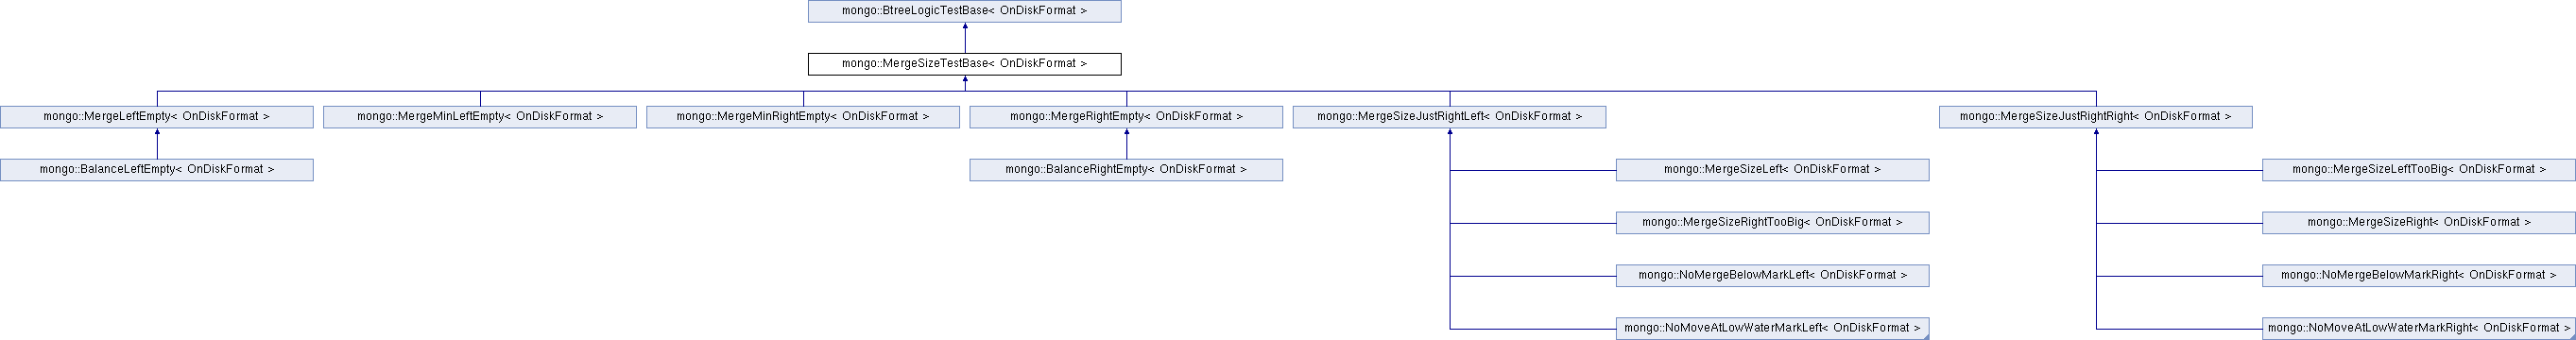 mongo::BtreeLogicTestBase< OnDiskFormat >
mongo::MergeSizeTestBase< OnDiskFormat >
mongo::MergeLeftEmpty< OnDiskFormat >
mongo::MergeMinLeftEmpty< OnDiskFormat >
mongo::MergeMinRightEmpty< OnDiskFormat >
mongo::MergeRightEmpty< OnDiskFormat >
mongo::MergeSizeJustRightLeft< OnDiskFormat >
mongo::MergeSizeJustRightRight< OnDiskFormat >
mongo::BalanceLeftEmpty< OnDiskFormat >
mongo::BalanceRightEmpty< OnDiskFormat >
mongo::MergeSizeLeft< OnDiskFormat >
mongo::MergeSizeLeftTooBig< OnDiskFormat >
mongo::MergeSizeRightTooBig< OnDiskFormat >
mongo::MergeSizeRight< OnDiskFormat >
mongo::NoMergeBelowMarkLeft< OnDiskFormat >
mongo::NoMergeBelowMarkRight< OnDiskFormat >
mongo::NoMoveAtLowWaterMarkLeft< OnDiskFormat >
mongo::NoMoveAtLowWaterMarkRight< OnDiskFormat >